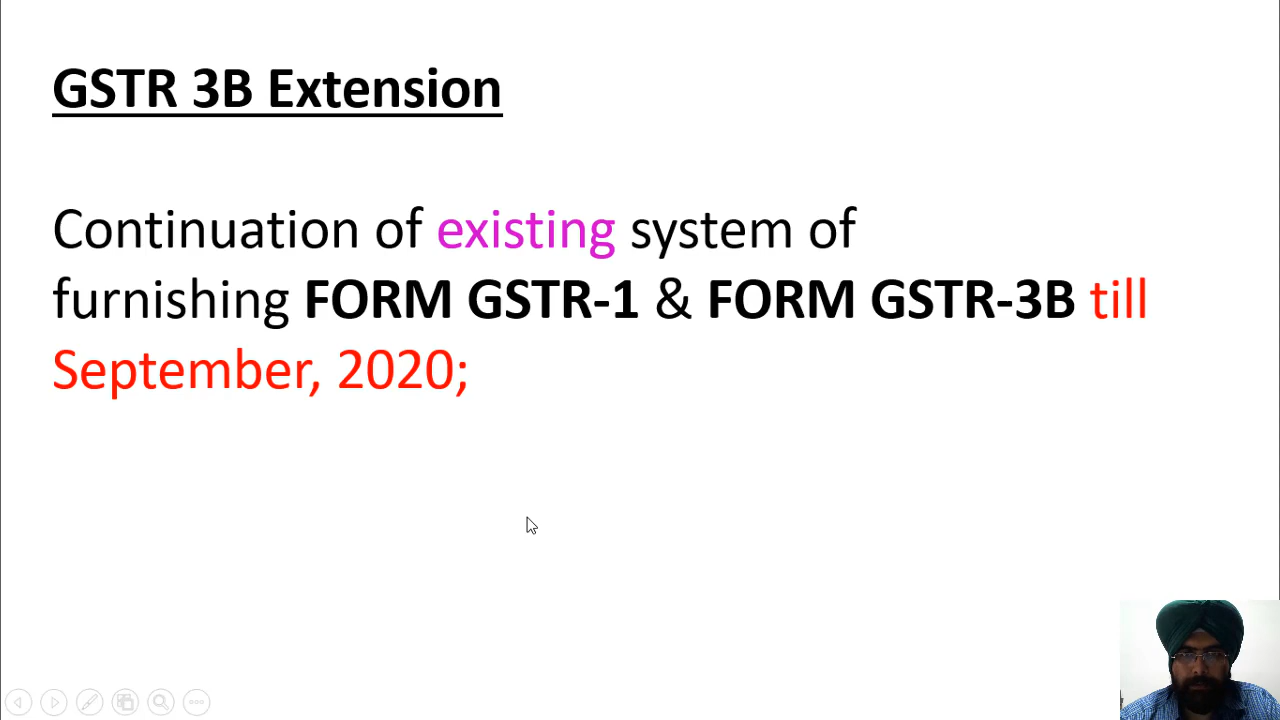 GSTR 3B Extension
Continuation of existing system of
furnishing FORM GSTR-1 & FORM GSTR-3B till
September, 2020;